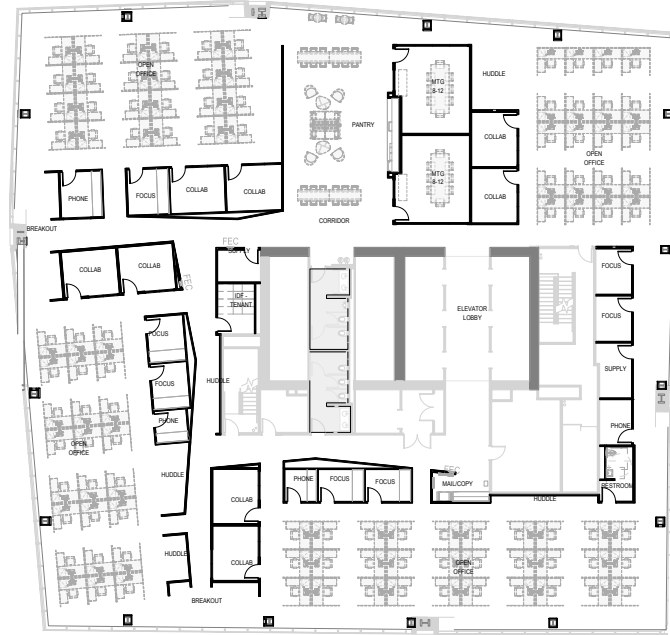 OPEN
OFFICE
MTG
8-12
HUDDLE
PANTRY
COLLAB
OPEN
OFFICE
MTG
8-12
COLLAB
COLLAB
FOCUS
COLLAB
PHONE
CORRIDOR
BREAKOUT
FEC
SUPPLY
COLLAB
COLLAB
FEC
FOCUS
IDF -
TENANT
ELEVATOR
LOBBY
FOCUS
FOCUS
SUPPLY
FOCUS
HUDDLE
PHONE
PHONE
OPEN
OFFICE
HUDDLE
FEC
PHONE
FOCUS
FOCUS
MAIL/COPY
RESTROOM
COLLAB
HUDDLE
HUDDLE
COLLAB
OPEN
OFFICE
BREAKOUT